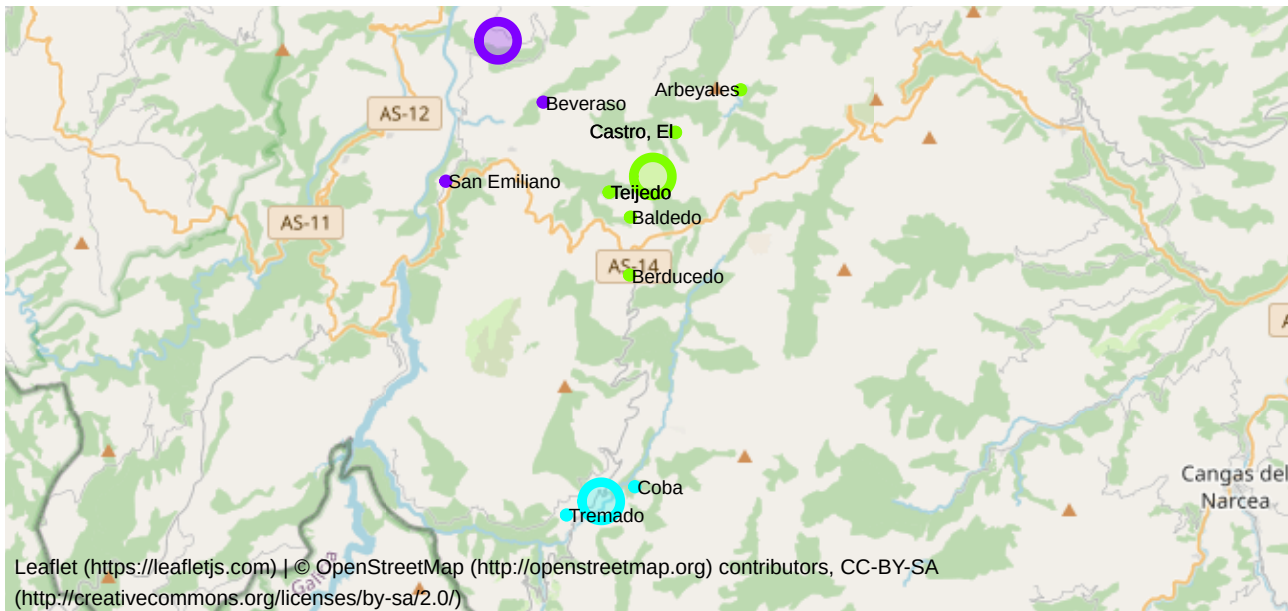 Arbeyales
Beveraso
AS-12
Castro, El
San Emiliano
Teijedo
AS-11
Baldedo
AS-14
Berducedo
Cangas del
Narcea
Coba
Tremado
Leaflet (https://leafletjs.com) | © OpenStreetMap (http://openstreetmap.org) contributors, CC-BY-SA
(http://creativecommons.org/licenses/by-sa/2.0/)